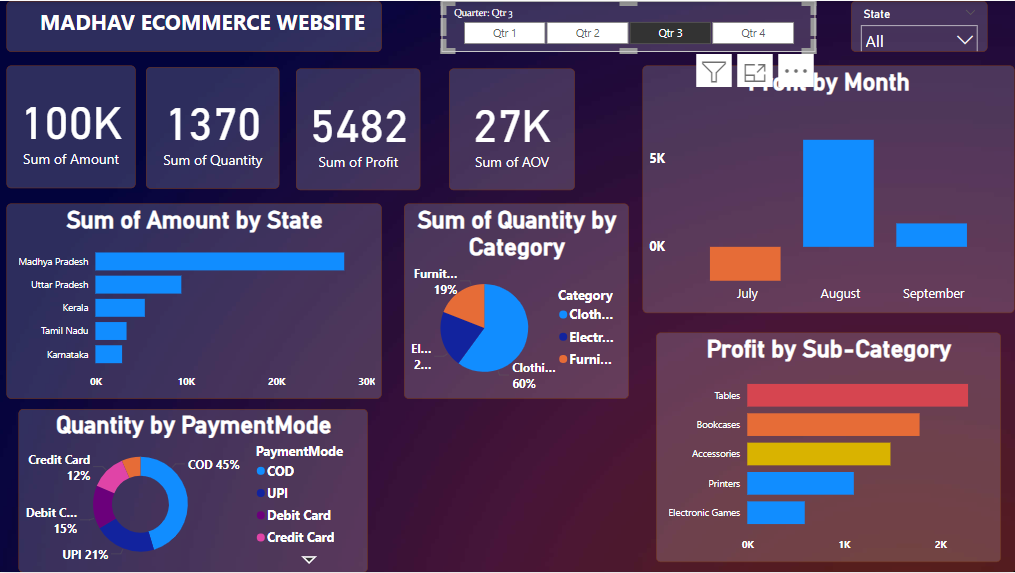 MADHAV ECOMMERCE WEBSITE
Quarter: Qtr 3
Qtr 1
Qtr 2
Qtr 3
Qtr 4
State
All
100K
Sum of Amount
1370
Sum of Quantity
5482
Sum of Profit
27K
Sum of AOV
Profit by Month
5K
0K
July
August
September
Sum of Amount by State
Madhya Pradesh
Uttar Pradesh
Kerala
Tamil Nadu
Karnataka
0K
10K
20K
30K
Sum of Quantity by
Category
Furnit...
19%
El...
2...
Clothi...
60%
Category
Cloth...
Electr...
Furni...
Profit by Sub-Category
Tables
Bookcases
Accessories
Printers
Electronic Games
0K
1K
2K
Quantity by PaymentMode
Credit Card
12%
COD 45%
Debit C...
15%
UPI 21%
PaymentMode
COD
UPI
Debit Card
Credit Card